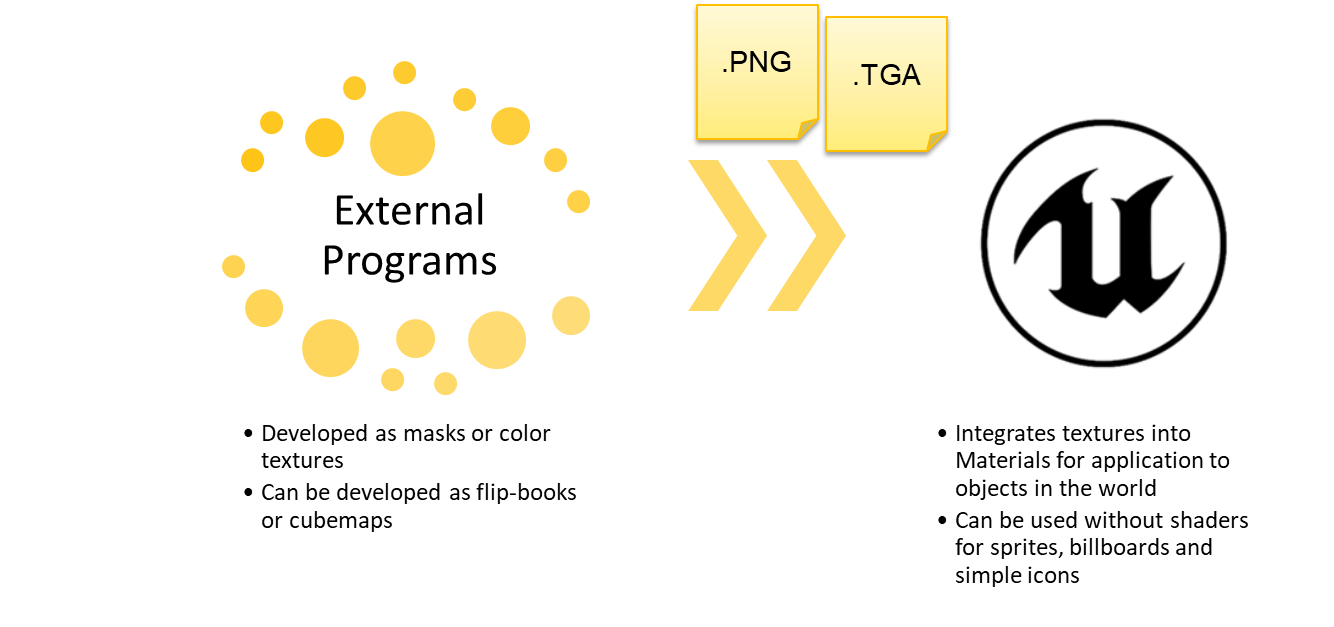 .PNG
.TGA
External
Programs
• Developed as masks or color
textures
• Can be developed as flip-books
or cubemaps
• Integrates textures into
Materials for application to
objects in the world
• Can be used without shaders
for sprites, billboards and
simple icons